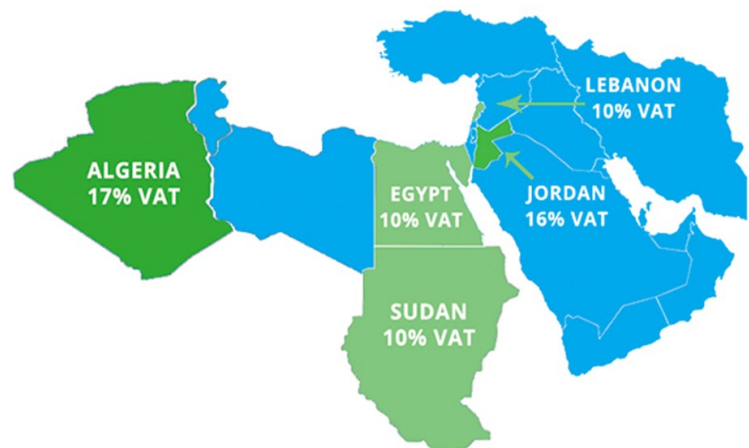 LEBANON
10% VAT
ALGERIA
17% VAT
EGYPT
10% VAT
JORDAN
16% VAT
SUDAN
10% VAT